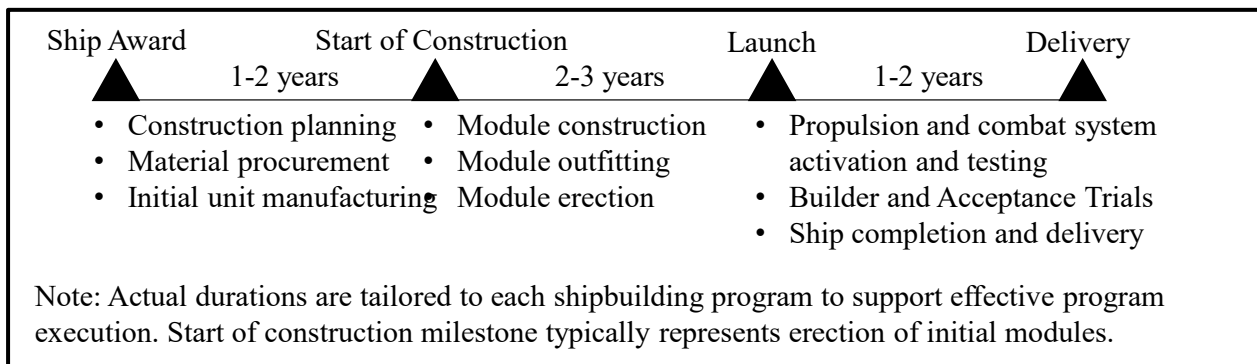 Ship Award Start of Construction Launch Delivery
1-2 years 2-3 years 1-2 years
• Construction planning
• Material procurement
• Initial unit manufacturing
• Module construction
• Module outfitting
• Module erection
• Propulsion and combat system
activation and testing
• Builder and Acceptance Trials
• Ship completion and delivery
Note: Actual durations are tailored to each shipbuilding program to support effective program
execution. Start of construction milestone typically represents erection of initial modules.